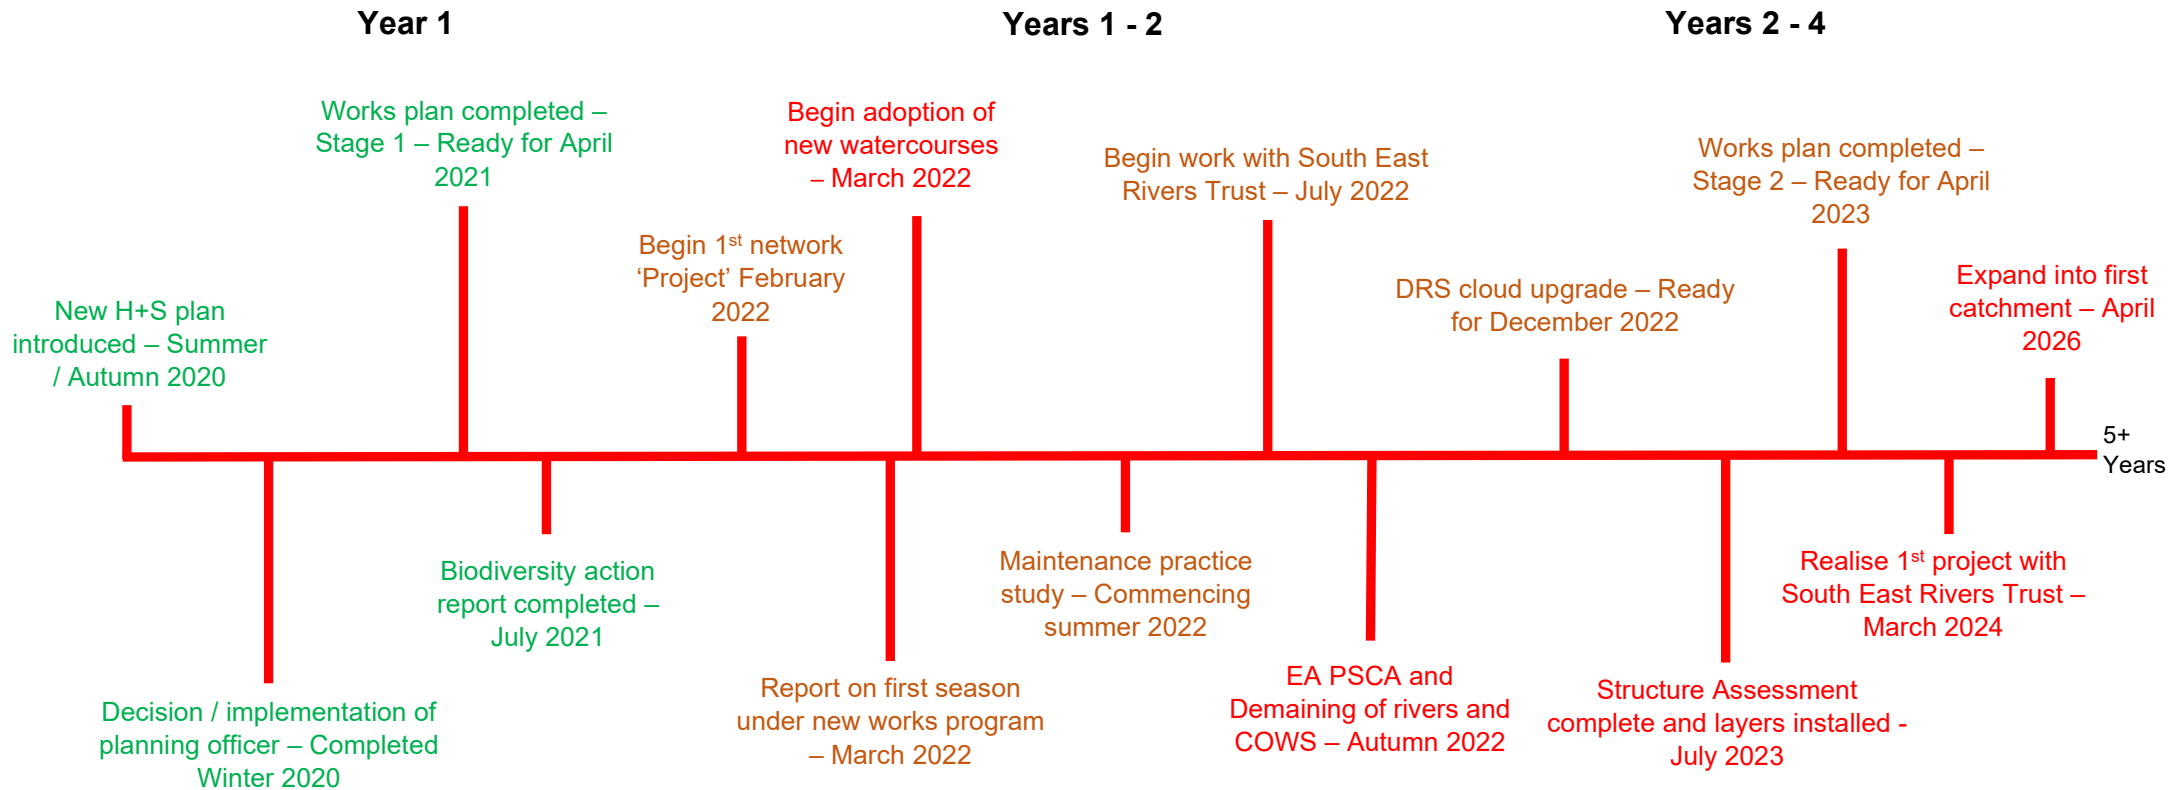 Year 1
Years 1 - 2
Years 2 - 4
New H+S plan
introduced – Summer
/ Autumn 2020
Works plan completed –
Stage 1 – Ready for April
2021
Begin 1st network
‘Project’ February
2022
Begin adoption of
new watercourses
– March 2022
Begin work with South East
Rivers Trust – July 2022
DRS cloud upgrade – Ready
for December 2022
Works plan completed –
Stage 2 – Ready for April
2023
Expand into first
catchment – April
2026
5+
Years
Decision / implementation of
planning officer – Completed
Winter 2020
Biodiversity action
report completed –
July 2021
Report on first season
under new works program
– March 2022
Maintenance practice
study – Commencing
summer 2022
EA PSCA and
Demaining of rivers and
COWS – Autumn 2022
Structure Assessment
complete and layers installed -
July 2023
Realise 1st project with
South East Rivers Trust –
March 2024